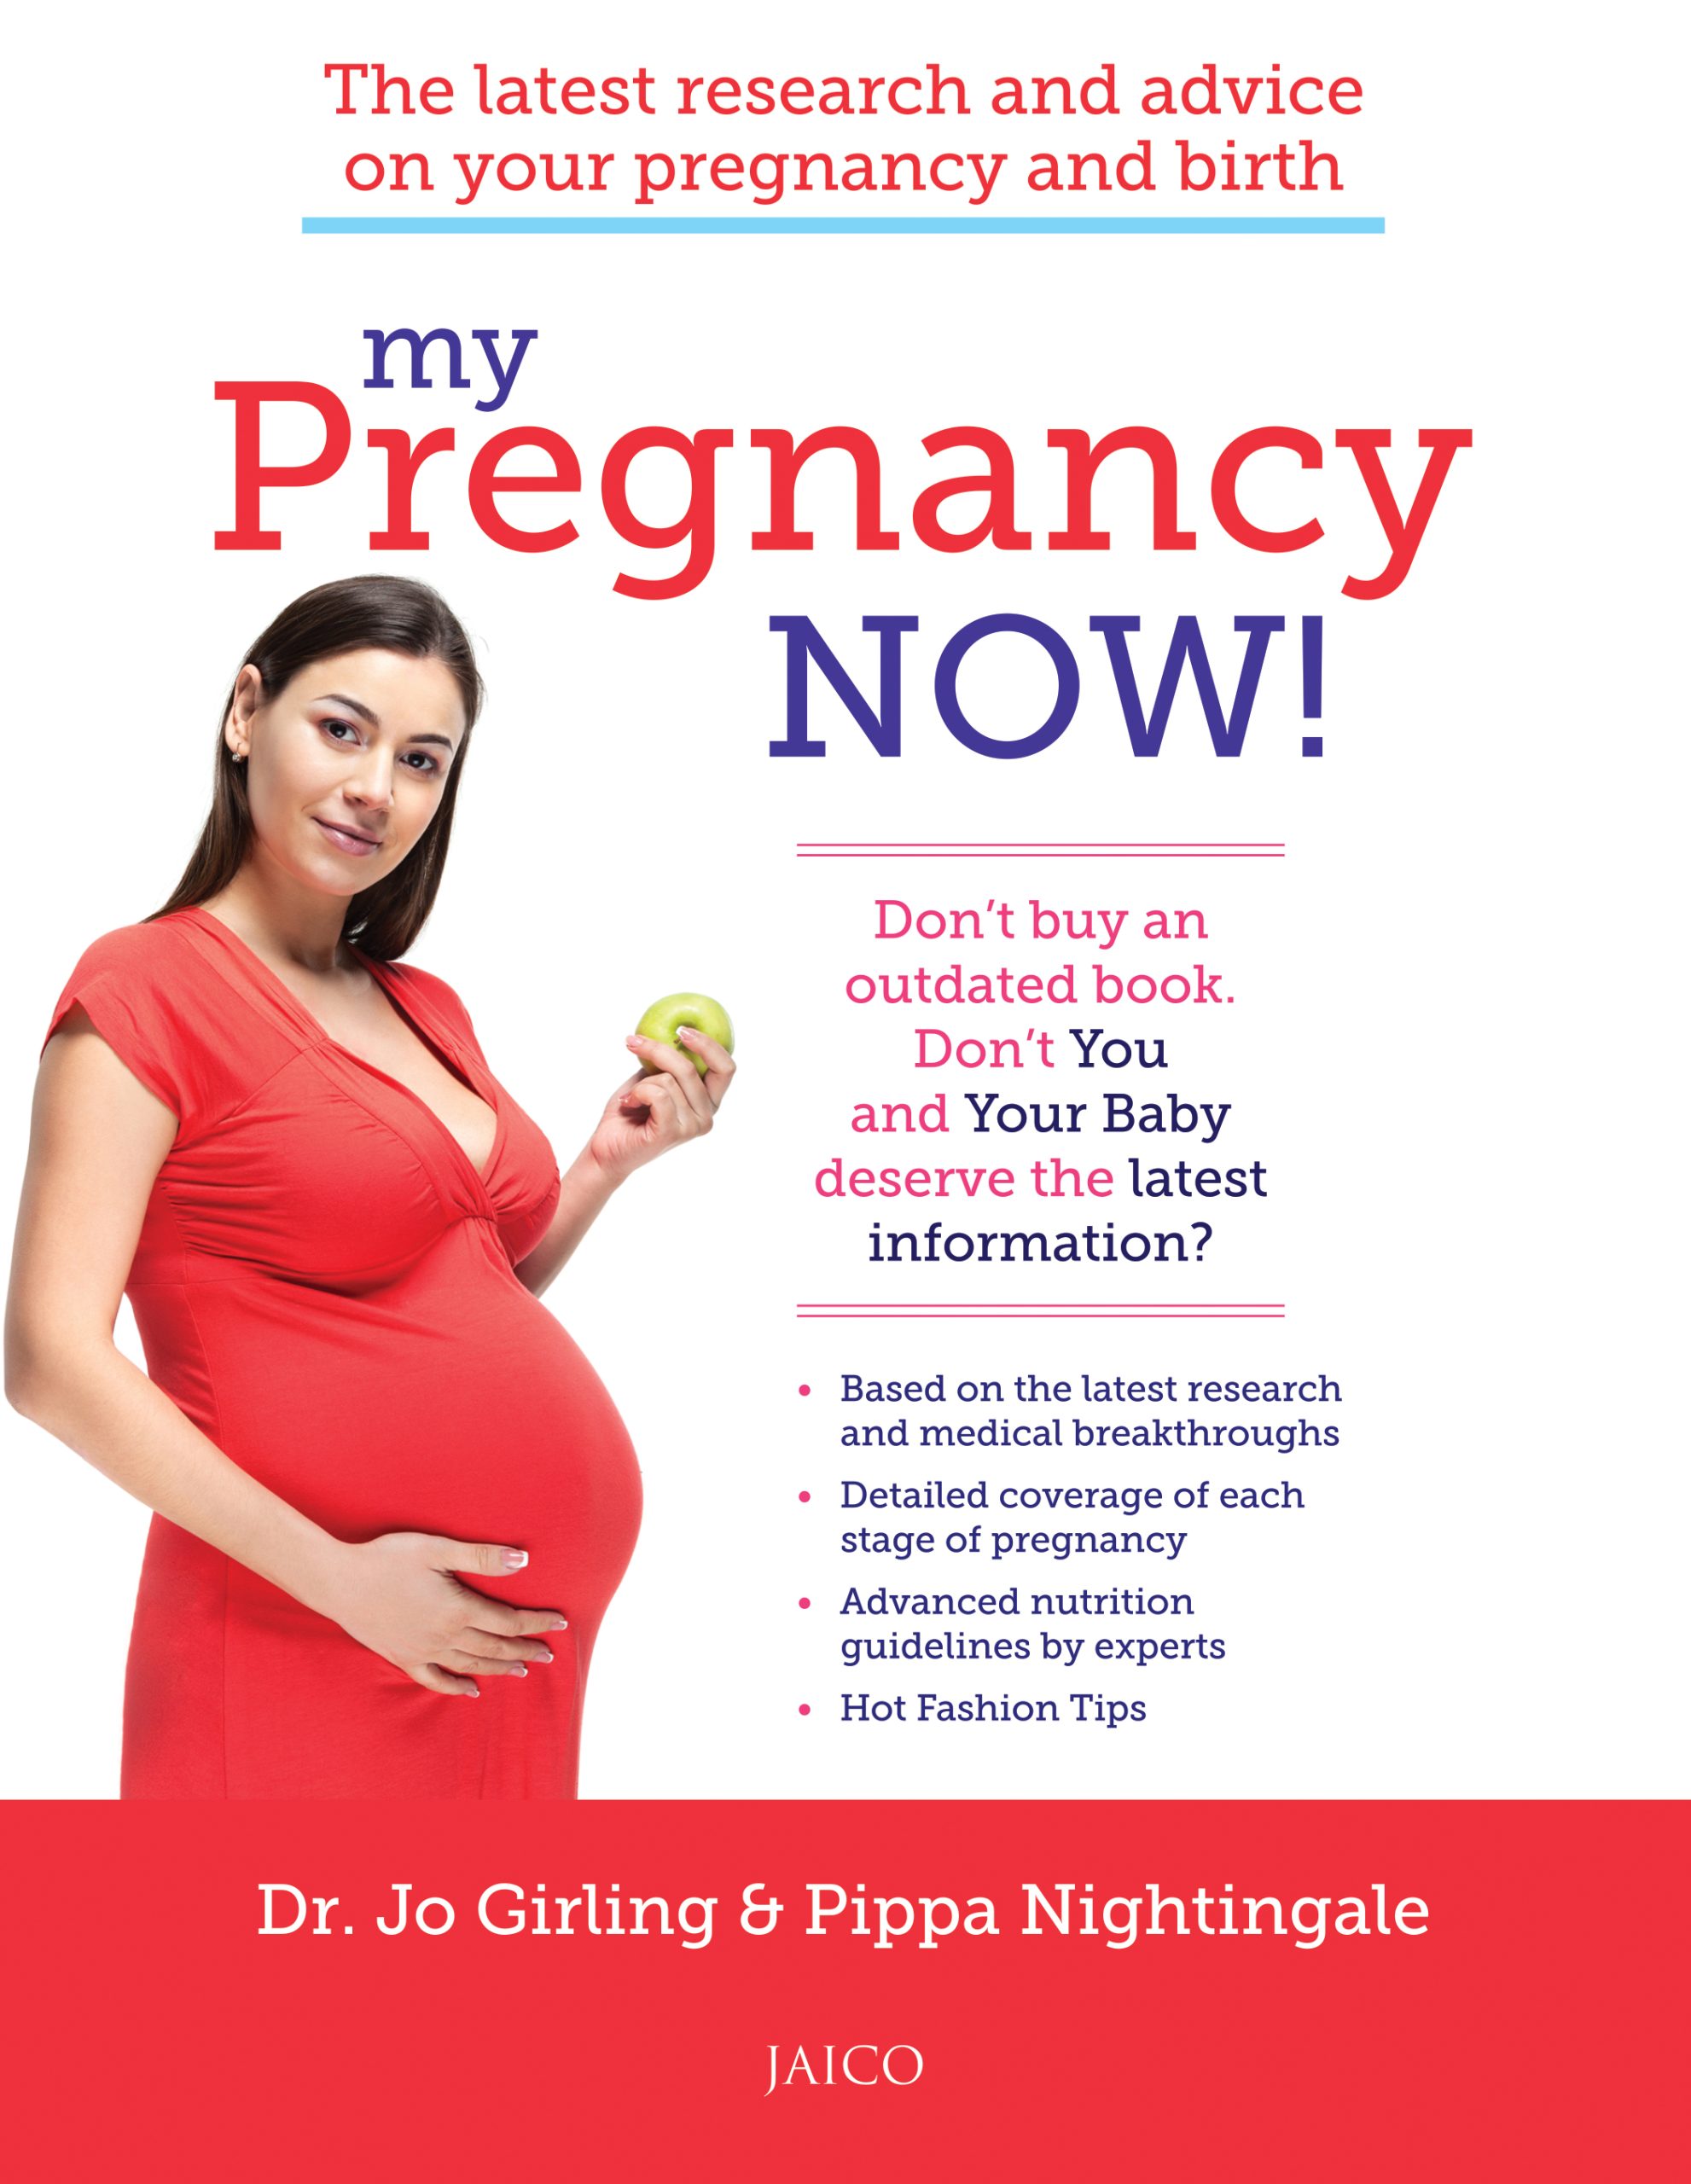 The latest research and advice
on your pregnancy and birth
my
Pregnancy
NOW!
Don't buy an
outdated book.
Don't You
and Your Baby
deserve the latest
information?
• Based on the latest research
and medical breakthroughs
• Detailed coverage of each
stage of pregnancy
• Advanced nutrition
guidelines by experts
• Hot Fashion Tips
Dr. Jo Girling & Pippa Nightingale
JAICO